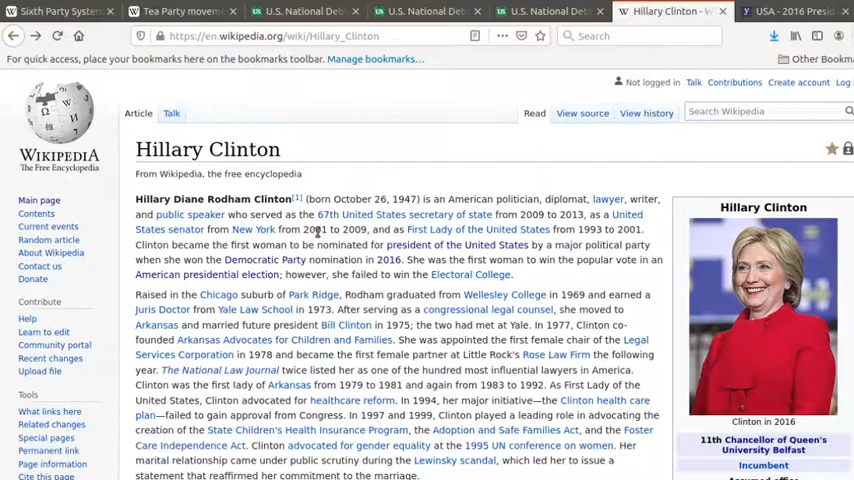 Sixth Party System
Tea Party movem
U.S. National Deb
U.S. National Deb
U.S. National Deb
Hillary Clinton - W
USA - 2016 Presid
https://en.wikipedia.org/wiki/Hillary_Clinton
Search
For quick access, place your bookmarks here on the bookmarks toolbar. Manage bookmarks…
Other Bookm
Not logged in Talk Contributions Create account Log
Article Talk
Read View source View history
Search Wikipedia
WIKIPEDIA
The Free Encyclopedia
Main page
Contents
Current events
Random article
About Wikipedia
Contact us
Donate
Contribute
Help
Learn to edit
Community portal
Recent changes
Upload file
Tools
What links here
Related changes
Special pages
Permanent link
Page information
Hillary Clinton
From Wikipedia, the free encyclopedia
Hillary Diane Rodham Clinton[1] (born October 26, 1947) is an American politician, diplomat, lawyer, writer,
and public speaker who served as the 67th United States secretary of state from 2009 to 2013, as a United
States senator from New York from 2001 to 2009, and as First Lady of the United States from 1993 to 2001.
Clinton became the first woman to be nominated for president of the United States by a major political party
when she won the Democratic Party nomination in 2016. She was the first woman to win the popular vote in an
American presidential election; however, she failed to win the Electoral College.
Raised in the Chicago suburb of Park Ridge, Rodham graduated from Wellesley College in 1969 and earned a
Juris Doctor from Yale Law School in 1973. After serving as a congressional legal counsel, she moved to
Arkansas and married future president Bill Clinton in 1975; the two had met at Yale. In 1977, Clinton co-
founded Arkansas Advocates for Children and Families. She was appointed the first female chair of the Legal
Services Corporation in 1978 and became the first female partner at Little Rock's Rose Law Firm the following
year. The National Law Journal twice listed her as one of the hundred most influential lawyers in America.
Clinton was the first lady of Arkansas from 1979 to 1981 and again from 1983 to 1992. As First Lady of the
United States, Clinton advocated for healthcare reform. In 1994, her major initiative—the Clinton health care
plan—failed to gain approval from Congress. In 1997 and 1999, Clinton played a leading role in advocating the
creation of the State Children's Health Insurance Program, the Adoption and Safe Families Act, and the Foster
Care Independence Act. Clinton advocated for gender equality at the 1995 UN conference on women. Her
marital relationship came under public scrutiny during the Lewinsky scandal, which led her to issue a
statement that reaffirmed her commitment to the marriage.
Hillary Clinton
Clinton in 2016
11th Chancellor of Queen's
University Belfast
Incumbent
Assumed office